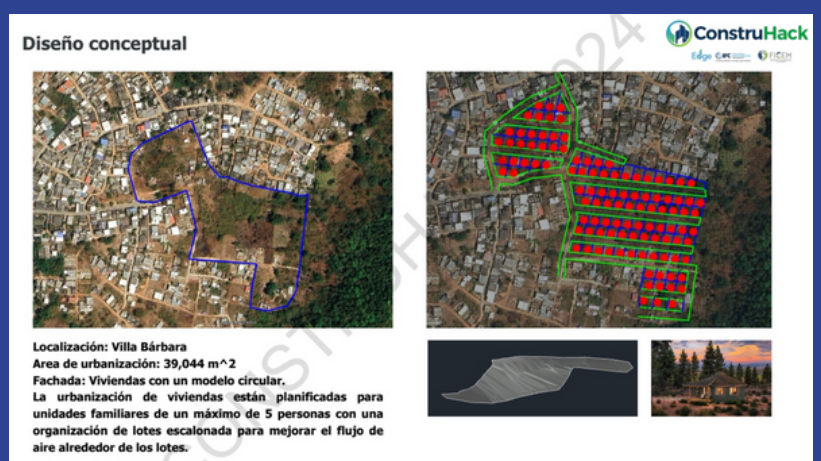 Diseño conceptual
ConstruHack
Edge
FICEM
Localización: Villa Bárbara
Area de urbanización: 39,044 m^2
Fachada: Viviendas con un modelo circular.
La urbanización de viviendas están planificadas para
unidades familiares de un máximo de 5 personas con una
organización de lotes escalonada para mejorar el flujo de
aire alrededor de los lotes.